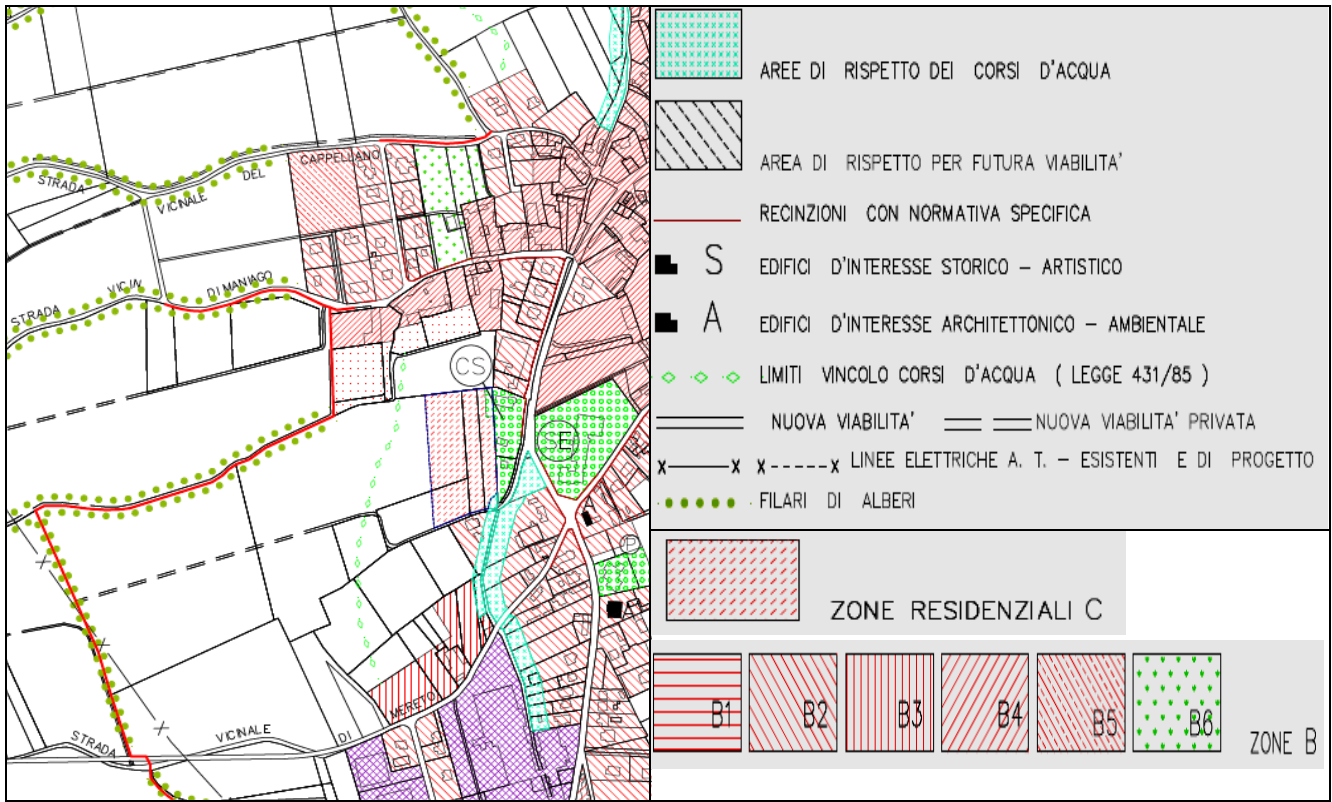 CAPPELLANO
DEL
STRADA
VICINALE
VIC IN.
DI MANIAGO
STRADA
CS
P
A
MERETO
DI
VICINALE
STRADA
AREE DI RISPETTO DEI CORSI D'ACQUA
AREA DI RISPETTO PER FUTURA VIABILITA'
RECINZIONI CON NORMATIVA SPECIFICA
S EDIFICI D'INTERESSE STORICO – ARTISTICO
A EDIFICI D'INTERESSE ARCHITETTONICO – AMBIENTALE
LIMITI VINCOLO CORSI D'ACQUA ( LEGGE 431/85 )
NUOVA VIABILITA' NUOVA VIABILITA' PRIVATA
x x x x LINEE ELETTRICHE A. T. – ESISTENTI E DI PROGETTO
FILARI DI ALBERI
ZONE RESIDENZIALI C
B1 B2 B3 B4 B5 B6 ZONE B